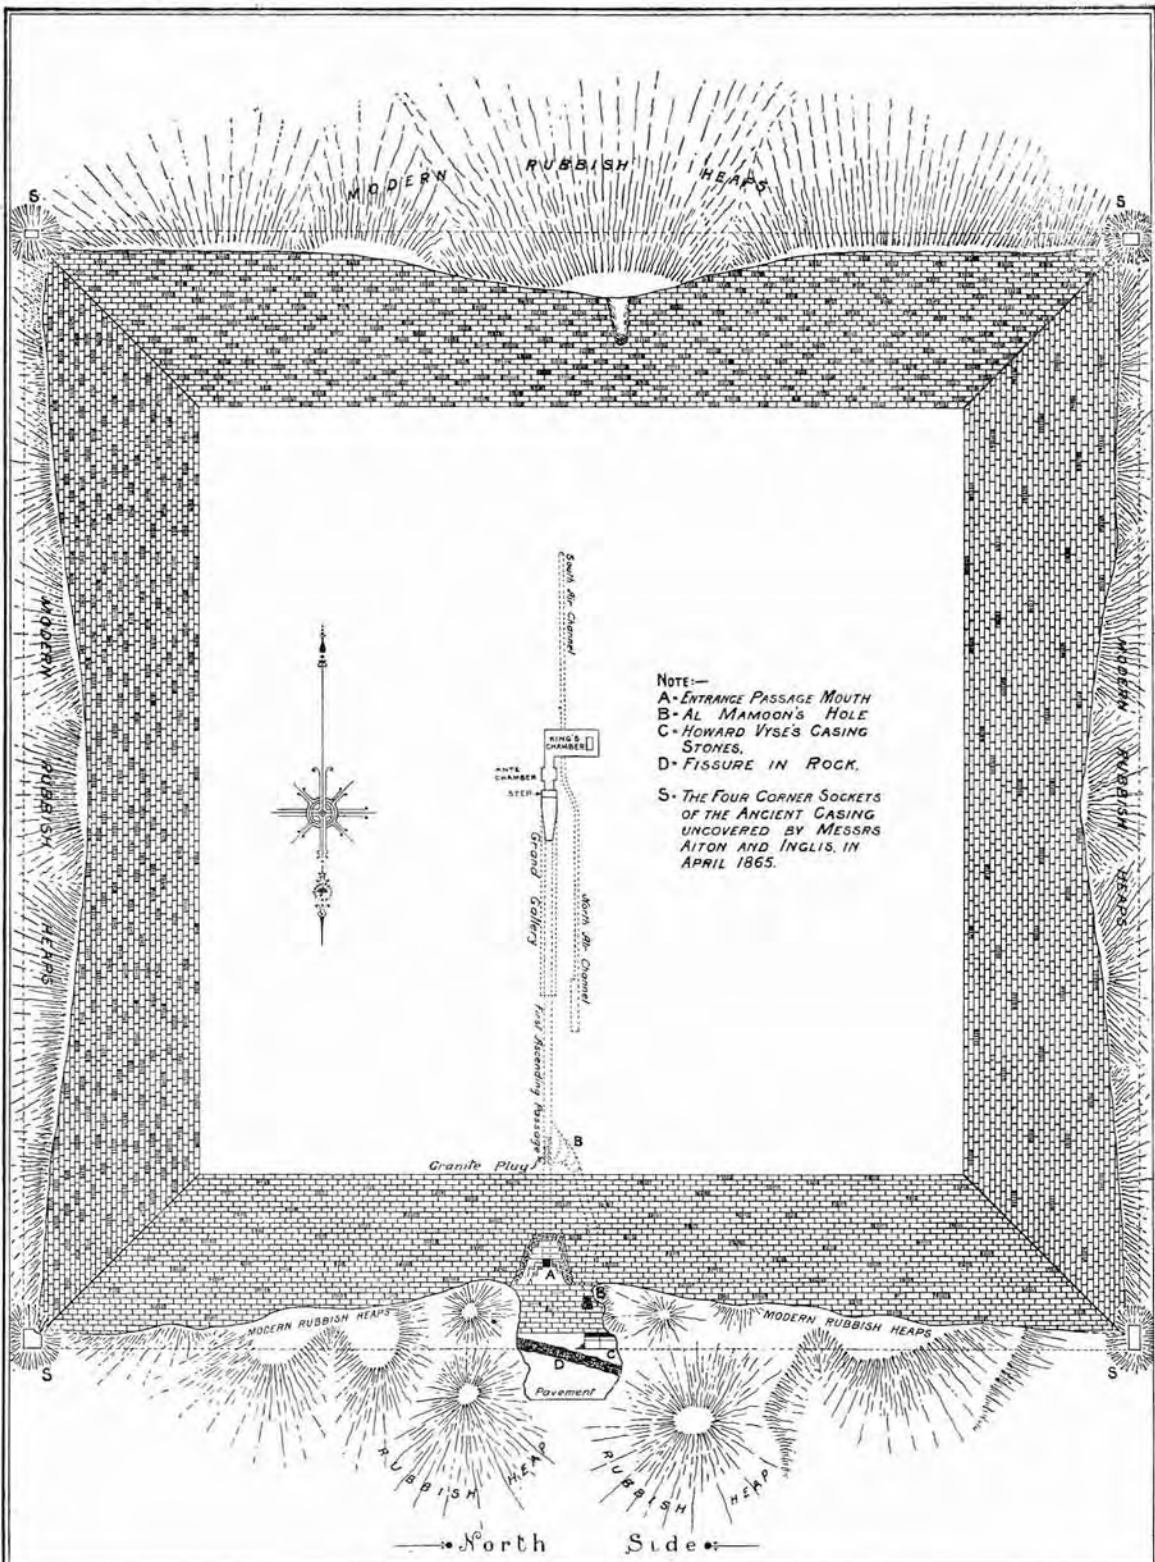 MODERN RUBBISH HEAPS
S
S
South Air Channel
NOTE:—
A - ENTRANCE PASSAGE MOUTH
B - AL MAMOON'S HOLE
C - HOWARD VYSE'S CASING
STONES,
D - FISSURE IN ROCK,
S - THE FOUR CORNER SOCKETS
OF THE ANCIENT CASING
UNCOVERED BY MESSRS
AITON AND INGLIS, IN
APRIL 1865.
KING'S
CHAMBER
ANTE
CHAMBER
STEP
MODERN RUBBISH HEAPS
MODERN RUBBISH HEAPS
Grand Gallery
North Air Channel
First Ascending Passage
B
Granite Plug
A
B
MODERN RUBBISH HEAPS
MODERN RUBBISH HEAPS
C
D
S
S
Pavement
RUBBISH HEAP
RUBBISH HEAP
North Side